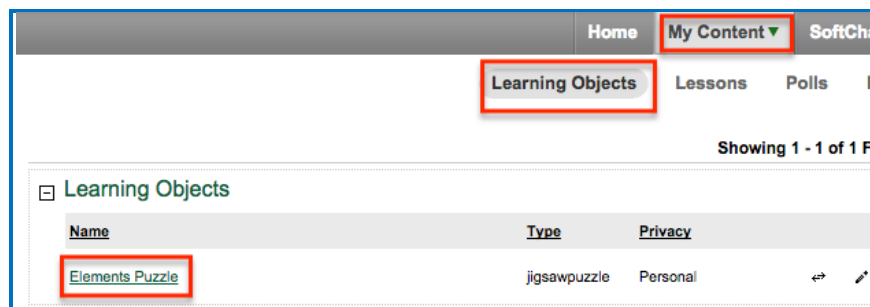 Home My Content▼ SoftCha
Learning Objects Lessons Polls
Showing 1 - 1 of 1 F
Learning Objects
Name Type Privacy
Elements Puzzle jigsawpuzzle Personal